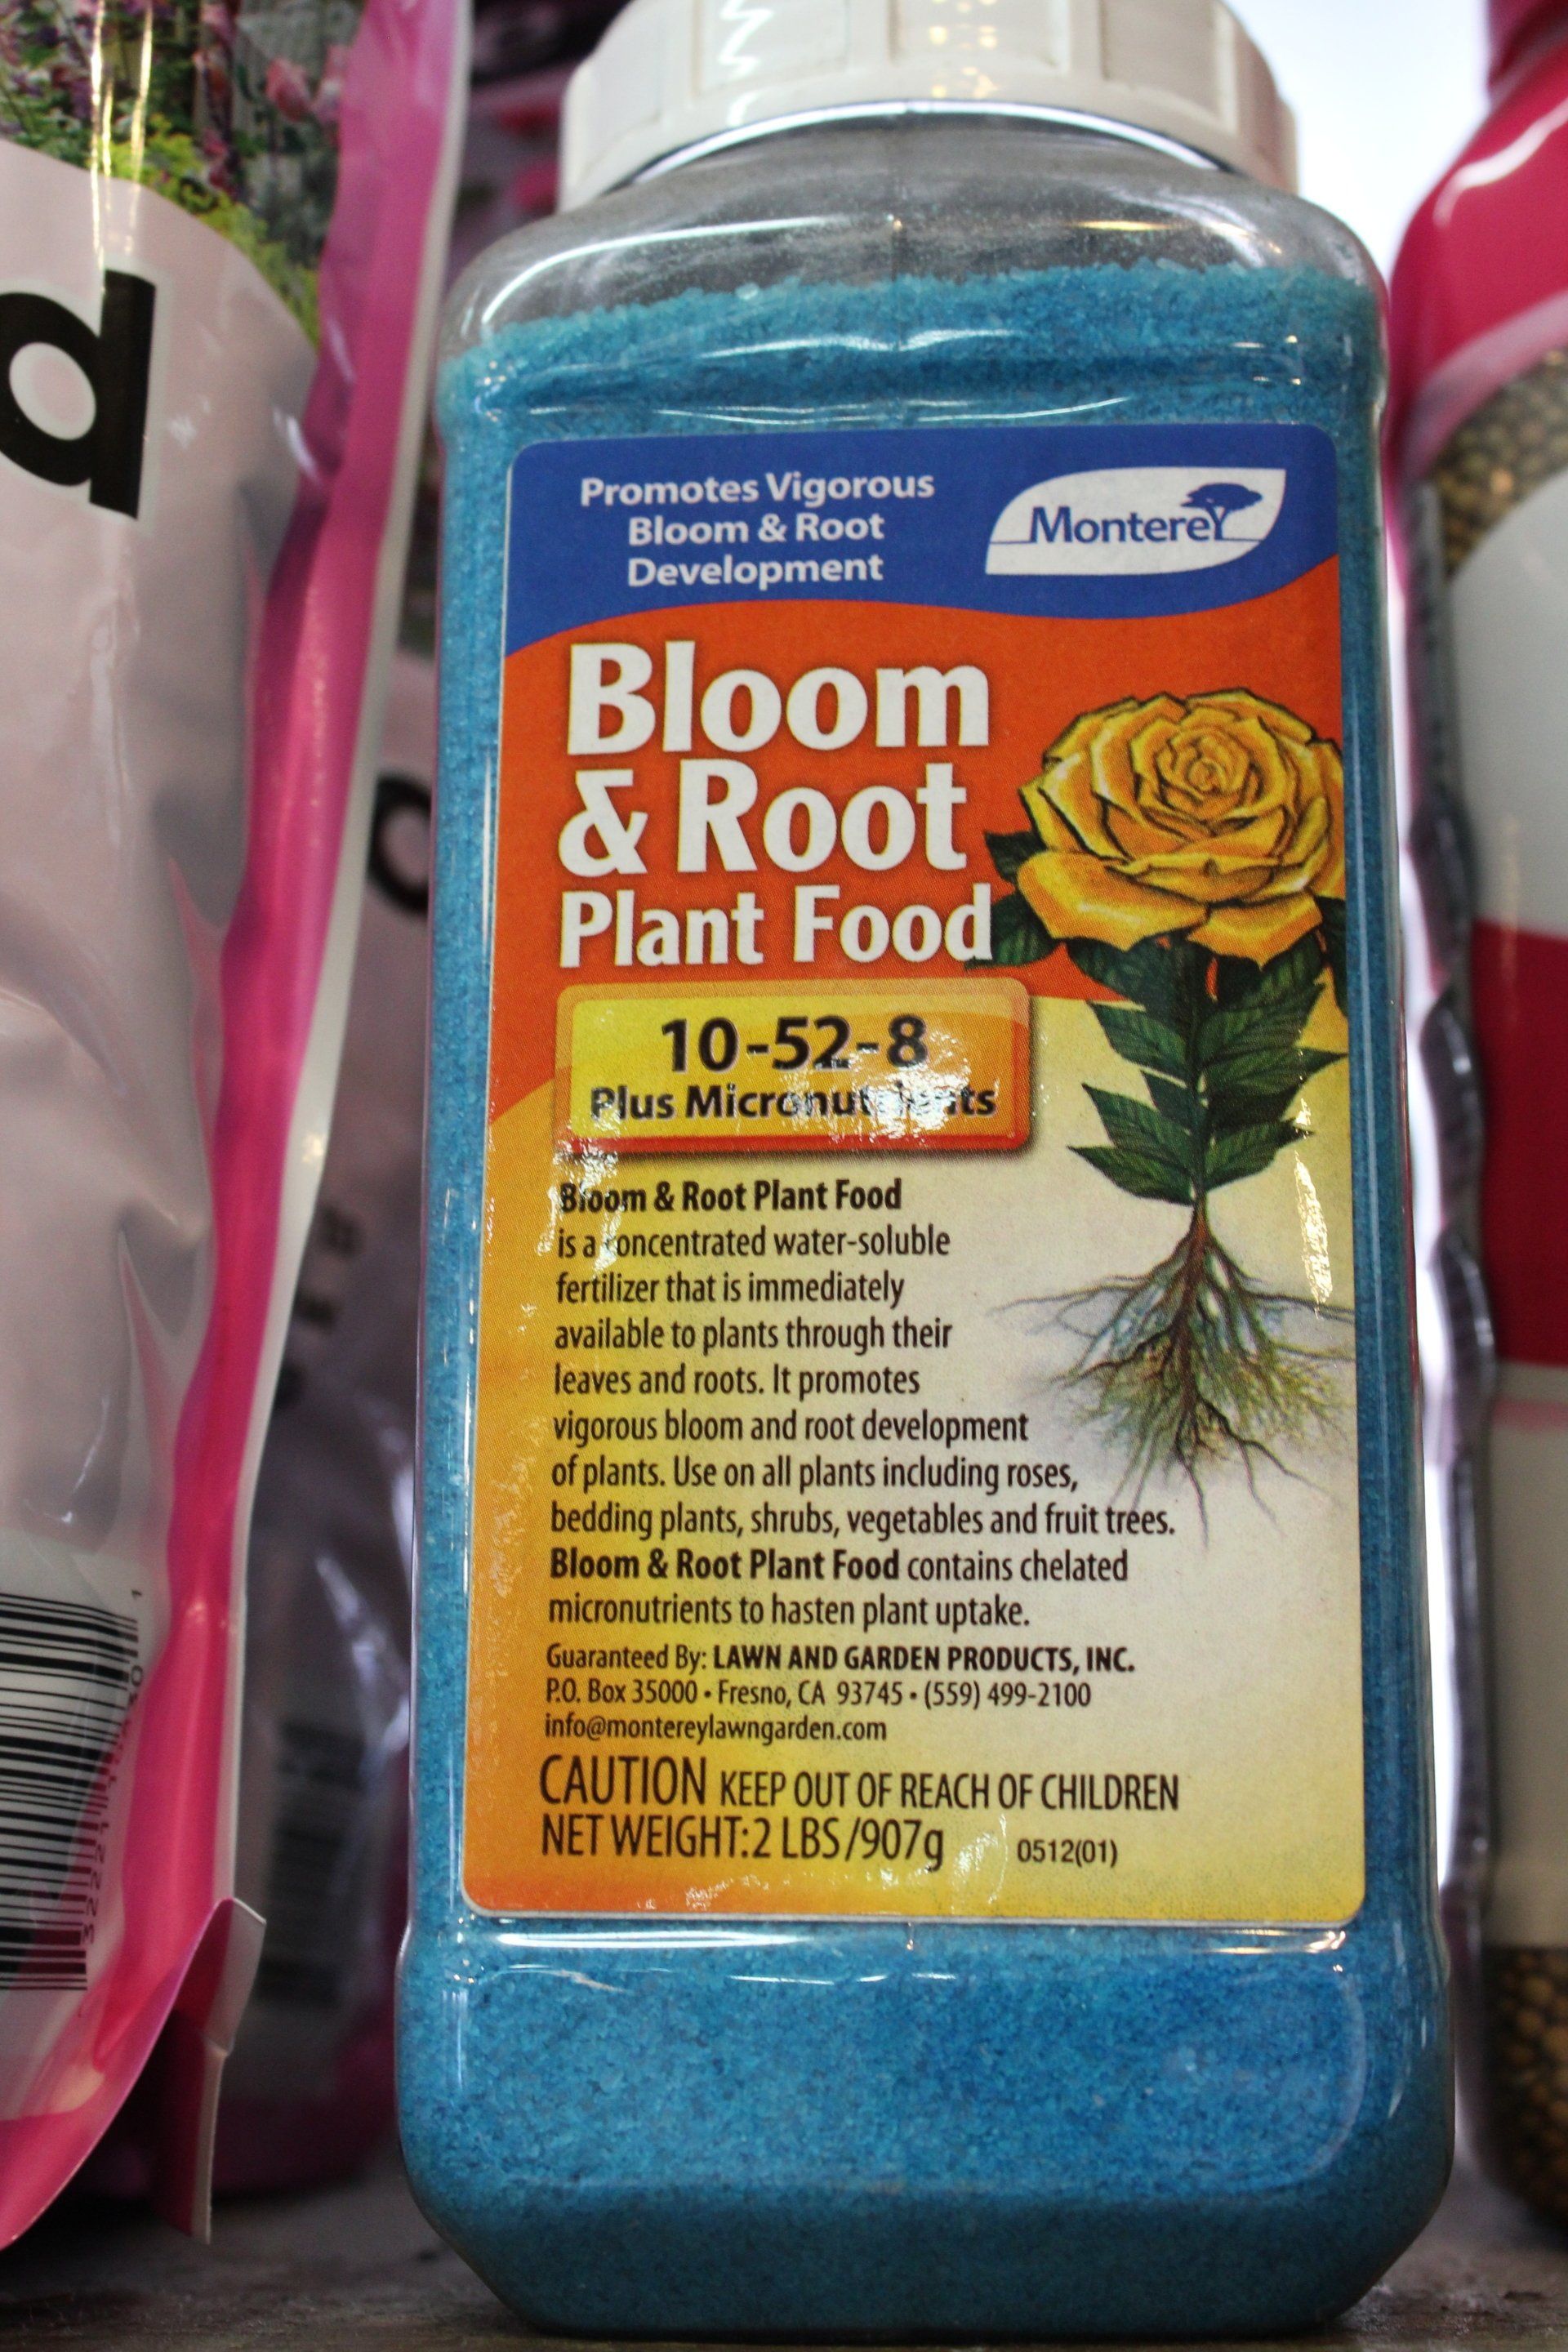 Promotes Vigorous
Bloom & Root
Development
Monterey
Bloom
& Root
Plant Food
10-52-8
Plus Micronutrients
Bloom & Root Plant Food
is a concentrated water-soluble
fertilizer that is immediately
available to plants through their
leaves and roots. It promotes
vigorous bloom and root development
of plants. Use on all plants including roses,
bedding plants, shrubs, vegetables and fruit trees.
Bloom & Root Plant Food contains chelated
micronutrients to hasten plant uptake.
Guaranteed By: LAWN AND GARDEN PRODUCTS, INC.
P.O. Box 35000 • Fresno, CA 93745 • (559) 499-2100
info@montereylawngarden.com
CAUTION KEEP OUT OF REACH OF CHILDREN
NET WEIGHT: 2 LBS/907g 0512(01)
d